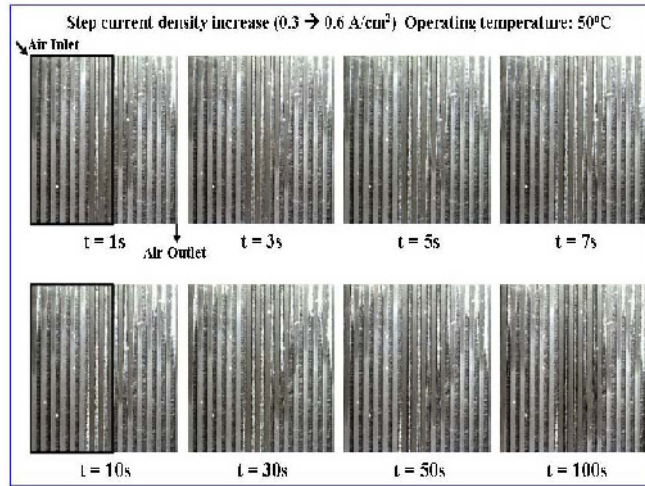 Step current density increase (0.3 → 0.6 A/cm²) Operating temperature: 50°C
Air Inlet
t = 1s
t = 3s
t = 5s
t = 7s
Air Outlet
t = 10s
t = 30s
t = 50s
t = 100s